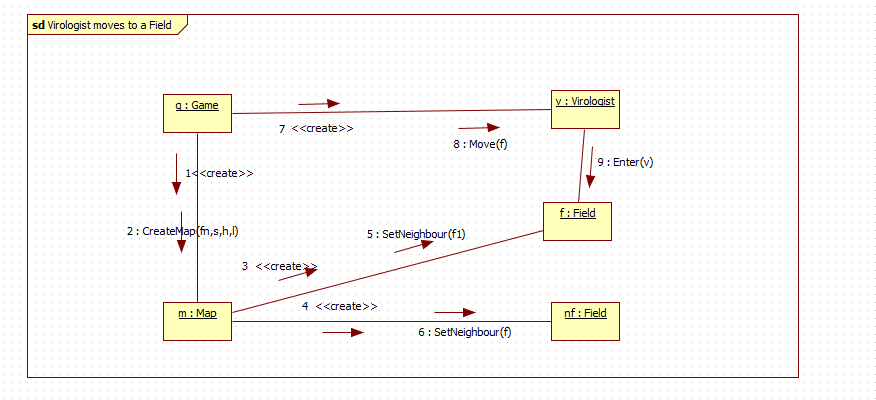 sd Virologist moves to a Field
g : Game
v : Virologist
7 <<create>>
8 : Move(f)
9 : Enter(v)
1<<create>>
f : Field
2 : CreateMap(fn,s,h,l)
5 : SetNeighbour(f1)
3 <<create>>
4 <<create>>
m : Map
nf : Field
6 : SetNeighbour(f)